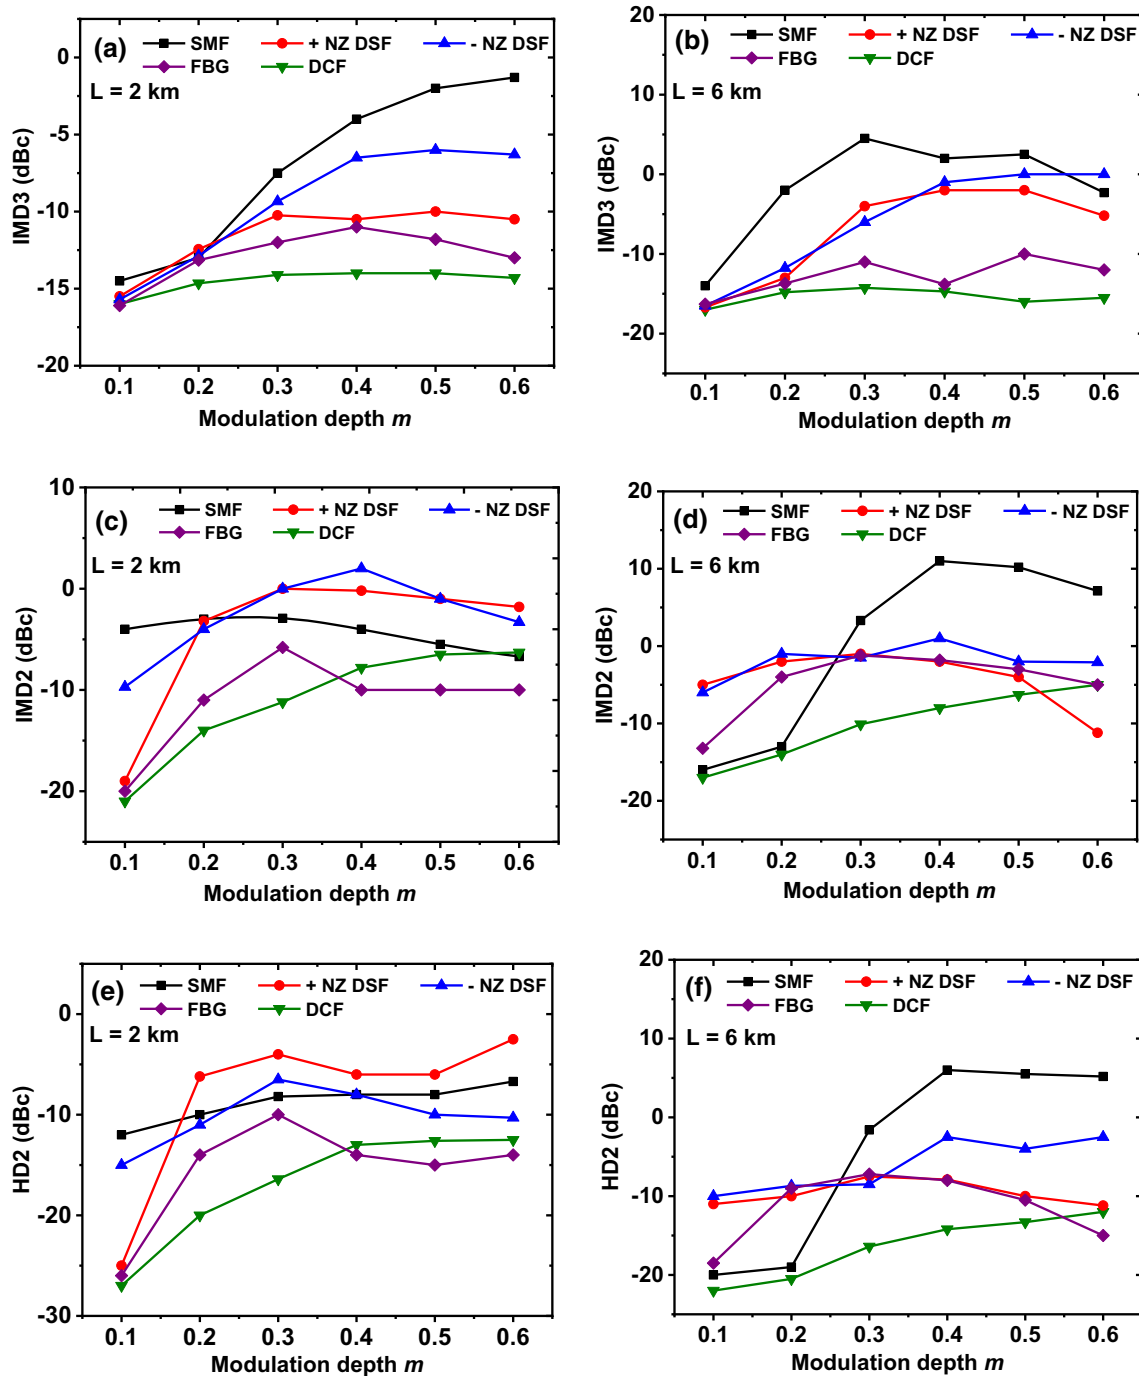 (a)
SMF
+ NZ DSF
- NZ DSF
FBG
DCF
L = 2 km
0
-5
-10
-15
-20
IMD3 (dBc)
0.1 0.2 0.3 0.4 0.5 0.6
Modulation depth m
(b)
SMF
+ NZ DSF
- NZ DSF
FBG
DCF
L = 6 km
20
10
0
-10
-20
IMD3 (dBc)
0.1 0.2 0.3 0.4 0.5 0.6
Modulation depth m
(c)
SMF
+ NZ DSF
- NZ DSF
FBG
DCF
L = 2 km
10
0
-10
-20
IMD2 (dBc)
0.1 0.2 0.3 0.4 0.5 0.6
Modulation depth m
(d)
SMF
+ NZ DSF
- NZ DSF
FBG
DCF
L = 6 km
20
10
0
-10
-20
IMD2 (dBc)
0.1 0.2 0.3 0.4 0.5 0.6
Modulation depth m
(e)
SMF
+ NZ DSF
- NZ DSF
FBG
DCF
L = 2 km
0
-10
-20
-30
HD2 (dBc)
0.1 0.2 0.3 0.4 0.5 0.6
Modulation depth m
(f)
SMF
+ NZ DSF
- NZ DSF
FBG
DCF
L = 6 km
20
10
0
-10
-20
HD2 (dBc)
0.1 0.2 0.3 0.4 0.5 0.6
Modulation depth m